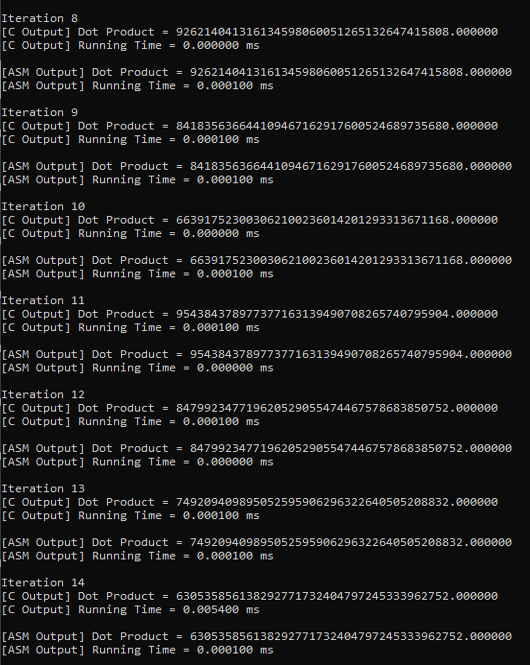 Iteration 8
[C Output] Dot Product = 926214041316134598060051265132647415808.000000
[C Output] Running Time = 0.000000 ms
[ASM Output] Dot Product = 926214041316134598060051265132647415808.000000
[ASM Output] Running Time = 0.000100 ms
Iteration 9
[C Output] Dot Product = 841835636644109467162917600524689735680.000000
[C Output] Running Time = 0.000100 ms
[ASM Output] Dot Product = 841835636644109467162917600524689735680.000000
[ASM Output] Running Time = 0.000100 ms
Iteration 10
[C Output] Dot Product = 663917523003062100236014201293313671168.000000
[C Output] Running Time = 0.000000 ms
[ASM Output] Dot Product = 663917523003062100236014201293313671168.000000
[ASM Output] Running Time = 0.000100 ms
Iteration 11
[C Output] Dot Product = 954384378977377163139490708265740795904.000000
[C Output] Running Time = 0.000100 ms
[ASM Output] Dot Product = 954384378977377163139490708265740795904.000000
[ASM Output] Running Time = 0.000000 ms
Iteration 12
[C Output] Dot Product = 847992347719620529055474467578683850752.000000
[C Output] Running Time = 0.000100 ms
[ASM Output] Dot Product = 847992347719620529055474467578683850752.000000
[ASM Output] Running Time = 0.000000 ms
Iteration 13
[C Output] Dot Product = 749209409895052595906296322640505208832.000000
[C Output] Running Time = 0.000000 ms
[ASM Output] Dot Product = 749209409895052595906296322640505208832.000000
[ASM Output] Running Time = 0.000100 ms
Iteration 14
[C Output] Dot Product = 630535856138292771732404797245333962752.000000
[C Output] Running Time = 0.005400 ms
[ASM Output] Dot Product = 630535856138292771732404797245333962752.000000
[ASM Output] Running Time = 0.000100 ms